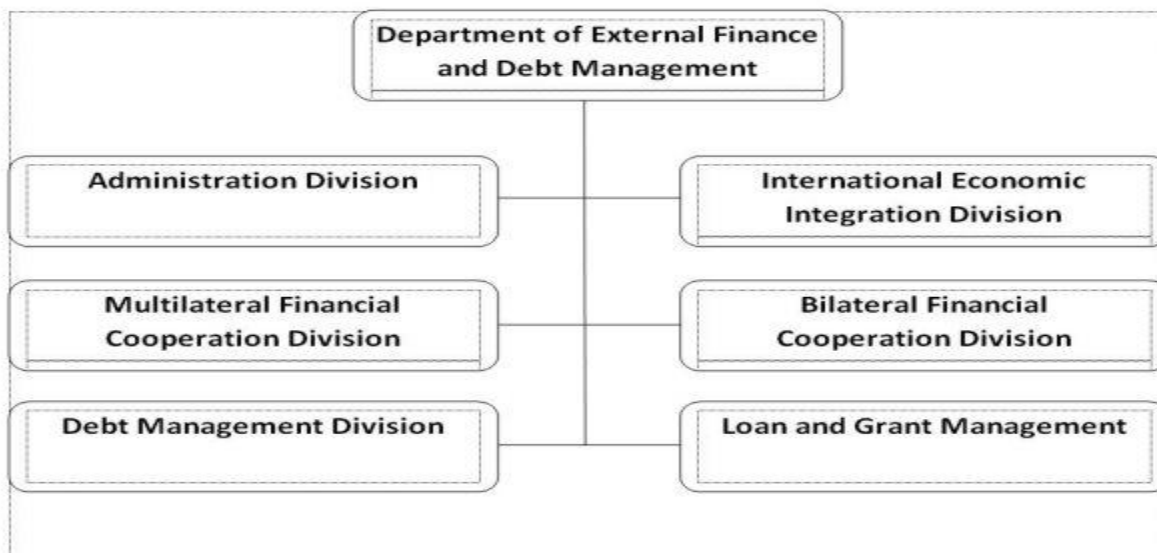 Department of External Finance
and Debt Management
Administration Division
International Economic
Integration Division
Multilateral Financial
Cooperation Division
Bilateral Financial
Cooperation Division
Debt Management Division
Loan and Grant Management